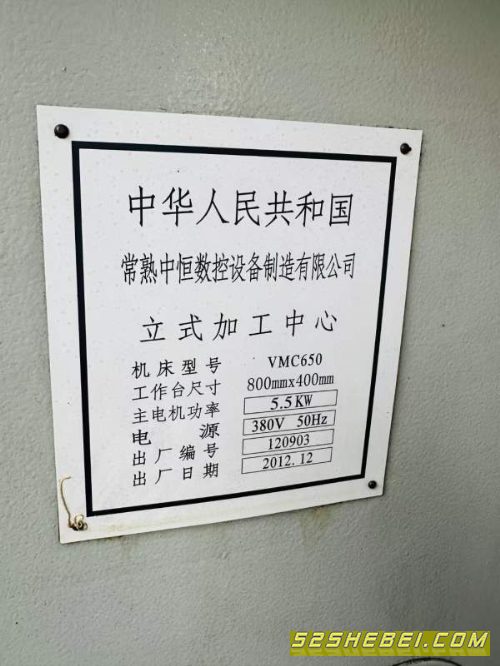 中华人民共和国
常熟中恒数控设备制造有限公司
立式加工中心
机床型号 VMC650
工作台尺寸 800mmx400mm
主电机功率 5.5KW
电源 380V 50Hz
出厂编号 120903
出厂日期 2012.12
52SHEBEI.COM